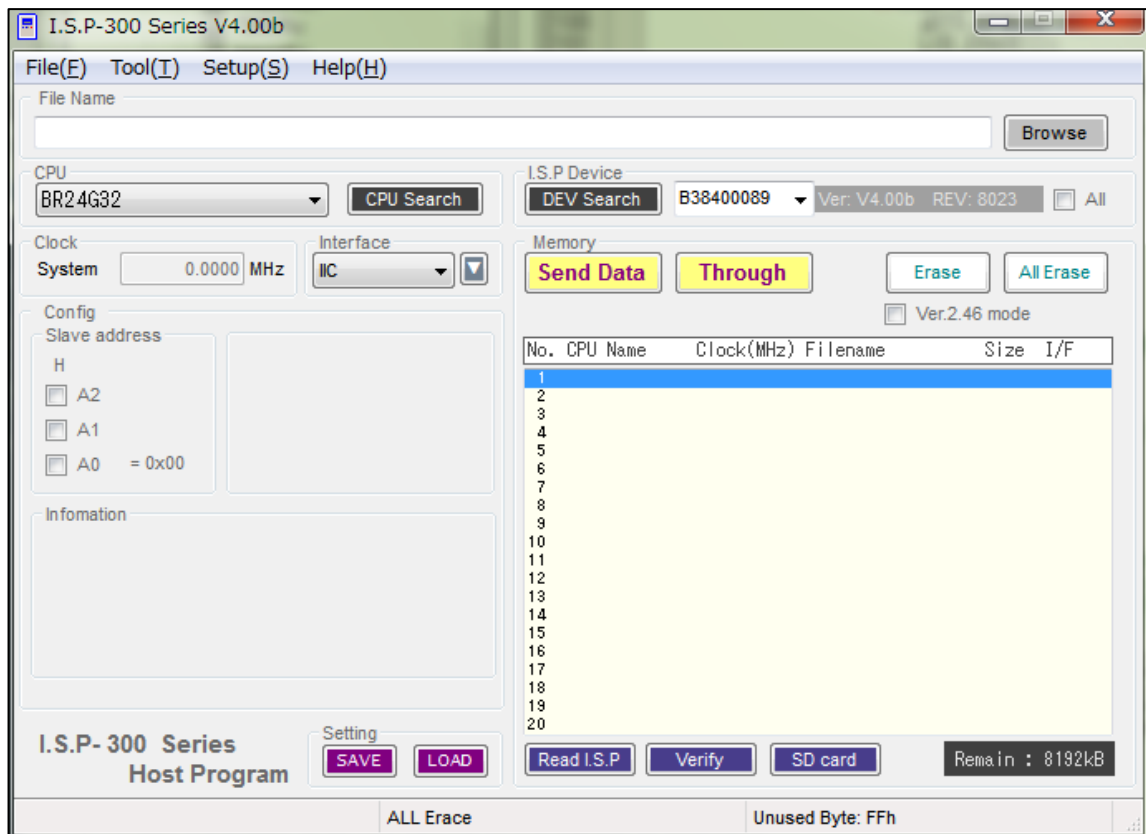 I.S.P-300 Series V4.00b
File(F) Tool(T) Setup(S) Help(H)
File Name
Browse
CPU
BR24G32
CPU Search
I.S.P Device
DEV Search
B38400089
Ver: V4.00b REV: 8023
All
Clock
System 0.0000 MHz
Interface
IIC
Memory
Send Data
Through
Erase
All Erase
Ver.2.46 mode
Config
Slave address
H
A2
A1
A0 = 0x00
Infomation
No. CPU Name Clock(MHz) Filename Size I/F
1
2
3
4
5
6
7
8
9
10
11
12
13
14
15
16
17
18
19
20
I.S.P- 300 Series
Host Program
Setting
SAVE
LOAD
Read I.S.P
Verify
SD card
Remain : 8192kB
ALL Erace
Unused Byte: FFh